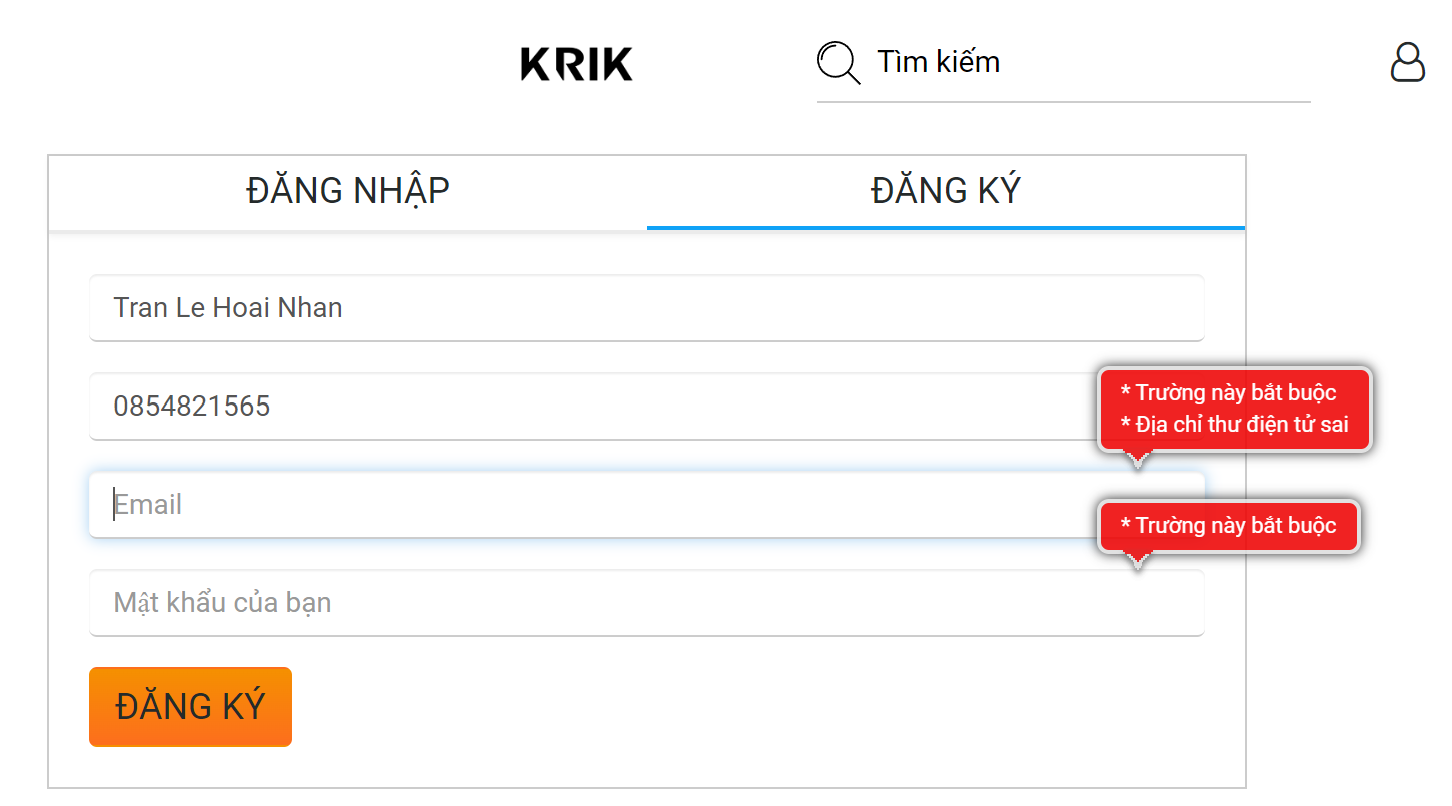 KRIK
Tìm kiếm
ĐĂNG NHẬP
ĐĂNG KÝ
Tran Le Hoai Nhan
0854821565
* Trường này bắt buộc
* Địa chỉ thư điện tử sai
Email
* Trường này bắt buộc
Mật khẩu của bạn
ĐĂNG KÝ